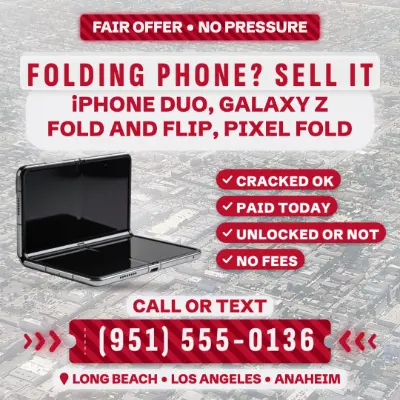 FAIR OFFER • NO PRESSURE
FOLDING PHONE? SELL IT
iPHONE DUO, GALAXY Z
FOLD AND FLIP, PIXEL FOLD
CRACKED OK
PAID TODAY
UNLOCKED OR NOT
NO FEES
CALL OR TEXT
(951) 555-0136
LONG BEACH • LOS ANGELES • ANAHEIM